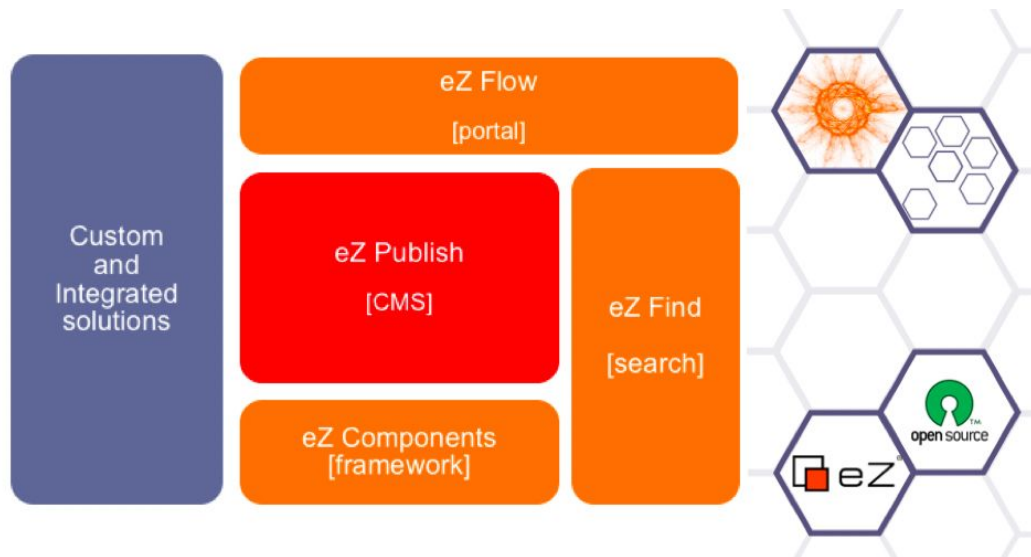 Custom
and
Integrated
solutions
eZ Flow
[portal]
eZ Publish
[CMS]
eZ Find
[search]
eZ Components
[framework]
TM
open source
eZ®